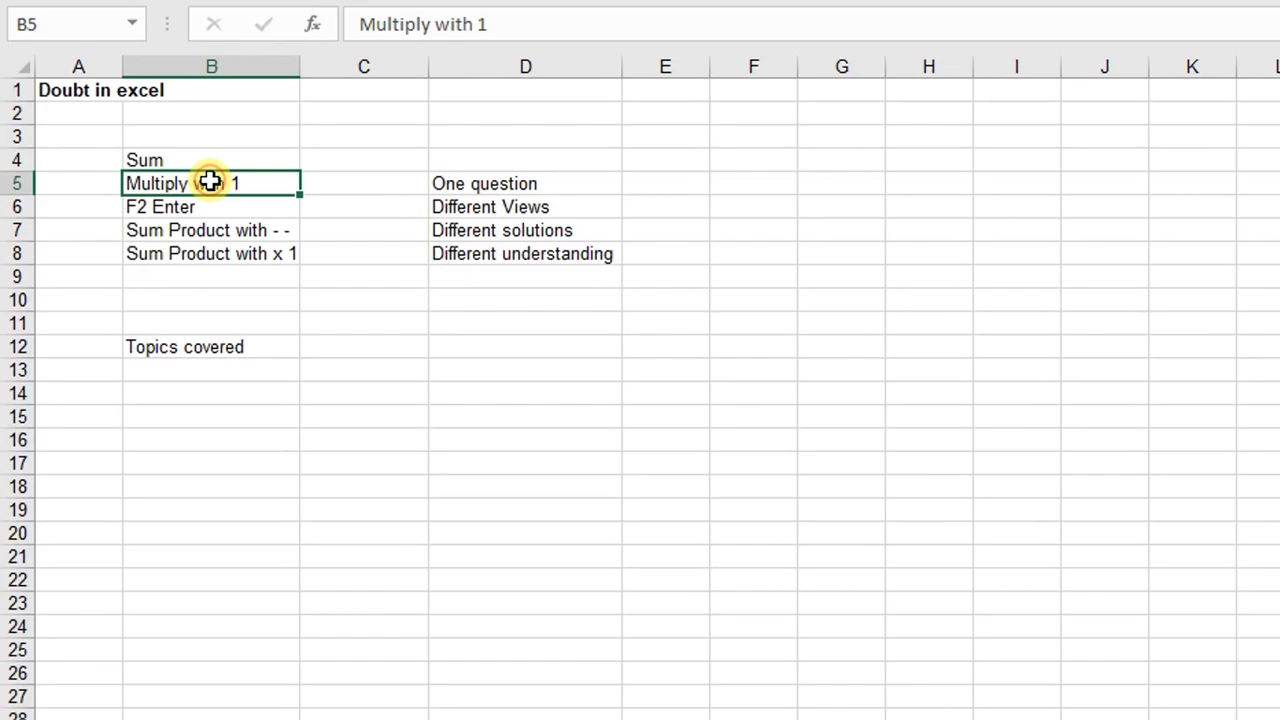 B5 fx Multiply with 1
A B C D E F G H I J K L
1 Doubt in excel
2
3
4 Sum
5 Multiply with 1 One question
6 F2 Enter Different Views
7 Sum Product with - - Different solutions
8 Sum Product with x 1 Different understanding
9
10
11
12 Topics covered
13
14
15
16
17
18
19
20
21
22
23
24
25
26
27
28